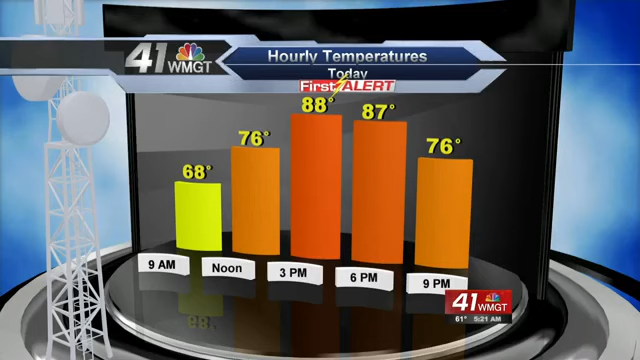 41 WMGT
Hourly Temperatures
Today
First ALERT
68°
76°
88°
87°
76°
9 AM
Noon
3 PM
6 PM
9 PM
41 WMGT
61° 5:21 AM